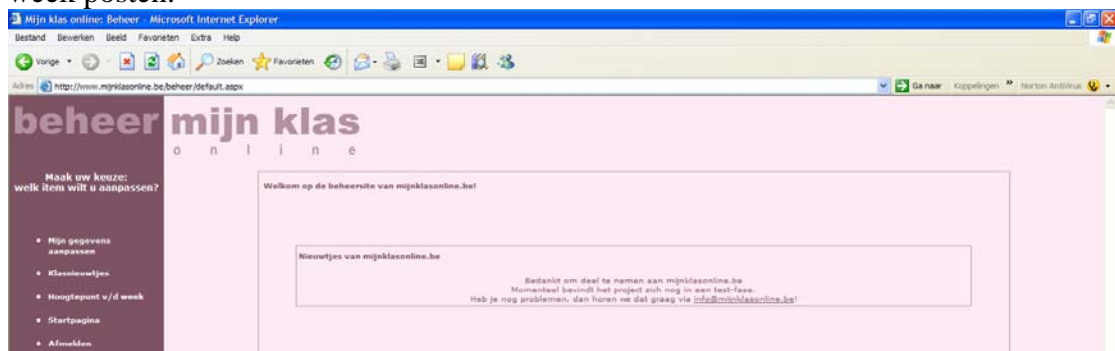 week posten.
Mijn klas online: Beheer - Microsoft Internet Explorer
Bestand Bewerken Beeld Favorieten Extra Help
Vorige Zoeken Favorieten
Adres http://www.mijnklasonline.be/beheer/default.aspx Ga naar Koppelingen » Norton AntiVirus
beheer mijn klas
online
Maak uw keuze:
welk item wilt u aanpassen?
Welkom op de beheersite van mijnklasonline.be!
• Mijn gegevens
aanpassen
• Klasnieuwtjes
• Hoogtepunt v/d week
• Startpagina
• Afmelden
Nieuwtjes van mijnklasonline.be
Bedankt om deel te nemen aan mijnklasonline.be
Momenteel bevindt het project zich nog in een test-fase.
Heb je nog problemen, dan horen we dat graag via info@mijnklasonline.be!